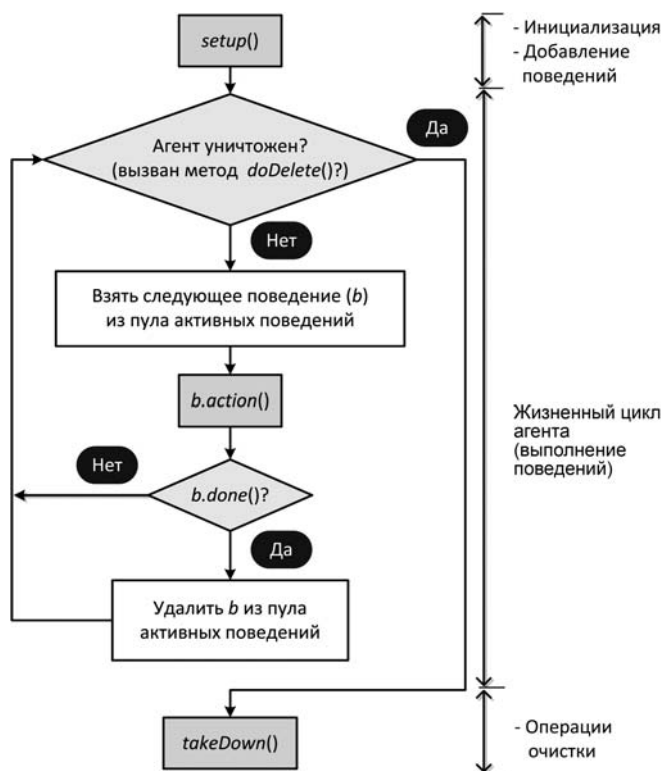 setup()
- Инициализация
- Добавление
поведений
Да
Агент уничтожен?
(вызван метод doDelete()?)
Нет
Взять следующее поведение (b)
из пула активных поведений
b.action()
Жизненный цикл
агента
(выполнение
поведений)
Нет
b.done()?
Да
Удалить b из пула
активных поведений
takeDown()
- Операции
очистки